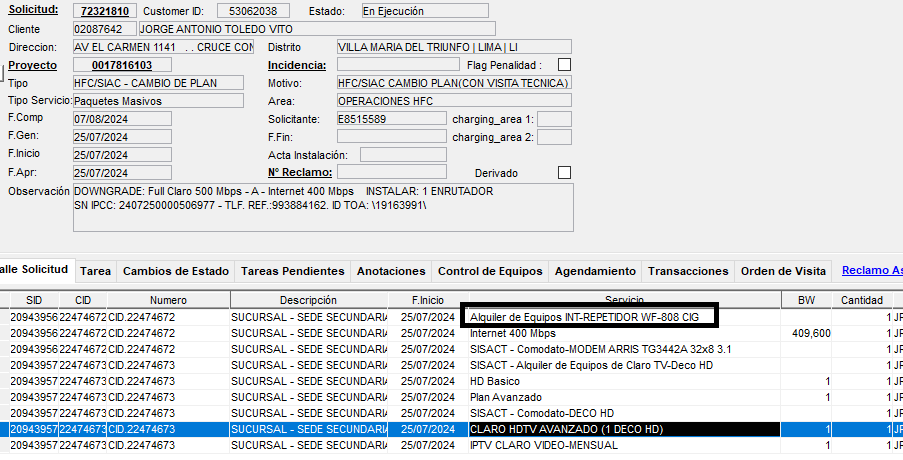 Solicitud: 72321810 Customer ID: 53062038 Estado: En Ejecución
Cliente 02087642 JORGE ANTONIO TOLEDO VITO
Direccion: AV EL CARMEN 1141 . . CRUCE CON Distrito VILLA MARIA DEL TRIUNFO | LIMA | LI
Proyecto 0017816103 Incidencia: Flag Penalidad :
Tipo HFC/SIAC - CAMBIO DE PLAN Motivo: HFC/SIAC CAMBIO PLAN(CON VISITA TECNICA)
Tipo Servicio: Paquetes Masivos Area: OPERACIONES HFC
F.Comp 07/08/2024 Solicitante: E8515589 charging_area 1:
F.Gen: 25/07/2024 F.Fin: charging_area 2:
F.Inicio 25/07/2024 Acta Instalación:
F.Apr: 25/07/2024 Nº Reclamo: Derivado
Observación DOWNGRADE: Full Claro 500 Mbps - A - Internet 400 Mbps INSTALAR: 1 ENRUTADOR
SN IPCC: 2407250000506977 - TLF. REF.:993884162. ID TOA: \19163991\
alle Solicitud Tarea Cambios de Estado Tareas Pendientes Anotaciones Control de Equipos Agendamiento Transacciones Orden de Visita Reclamo As
SID CID Numero Descripción F.Inicio Servicio BW Cantidad
20943956 22474672 CID.22474672 SUCURSAL - SEDE SECUNDARIA 25/07/2024 Alquiler de Equipos INT-REPETIDOR WF-808 CIG 1 JF
20943956 22474672 CID.22474672 SUCURSAL - SEDE SECUNDARIA 25/07/2024 Internet 400 Mbps 409,600 1 JF
20943956 22474672 CID.22474672 SUCURSAL - SEDE SECUNDARIA 25/07/2024 SISACT - Comodato-MODEM ARRIS TG3442A 32x8 3.1 1 JF
20943957 22474673 CID.22474673 SUCURSAL - SEDE SECUNDARIA 25/07/2024 SISACT - Alquiler de Equipos de Claro TV-Deco HD 1 JF
20943957 22474673 CID.22474673 SUCURSAL - SEDE SECUNDARIA 25/07/2024 HD Basico 1 1 JF
20943957 22474673 CID.22474673 SUCURSAL - SEDE SECUNDARIA 25/07/2024 Plan Avanzado 1 1 JF
20943957 22474673 CID.22474673 SUCURSAL - SEDE SECUNDARIA 25/07/2024 SISACT - Comodato-DECO HD 1 JF
20943957 22474673 CID.22474673 SUCURSAL - SEDE SECUNDARIA 25/07/2024 CLARO HDTV AVANZADO (1 DECO HD) 1 1 JF
20943957 22474673 CID.22474673 SUCURSAL - SEDE SECUNDARIA 25/07/2024 IPTV CLARO VIDEO-MENSUAL 1 1 JF